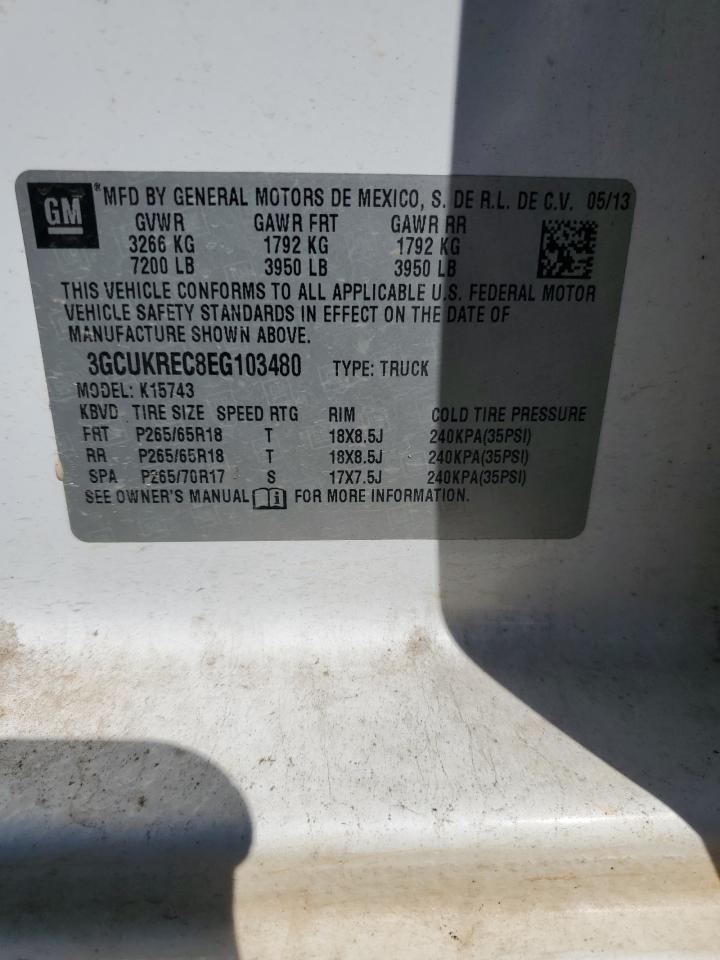 GM® MFD BY GENERAL MOTORS DE MEXICO, S. DE R.L. DE C.V. 05/13
GVWR GAWR FRT GAWR RR
3266 KG 1792 KG 1792 KG
7200 LB 3950 LB 3950 LB
THIS VEHICLE CONFORMS TO ALL APPLICABLE U.S. FEDERAL MOTOR
VEHICLE SAFETY STANDARDS IN EFFECT ON THE DATE OF
MANUFACTURE SHOWN ABOVE.
3GCUKREC8EG103480 TYPE: TRUCK
MODEL: K15743
KBVD TIRE SIZE SPEED RTG RIM COLD TIRE PRESSURE
FRT P265/65R18 T 18X8.5J 240KPA(35PSI)
RR P265/65R18 T 18X8.5J 240KPA(35PSI)
SPA P265/70R17 S 17X7.5J 240KPA(35PSI)
SEE OWNER'S MANUAL FOR MORE INFORMATION.